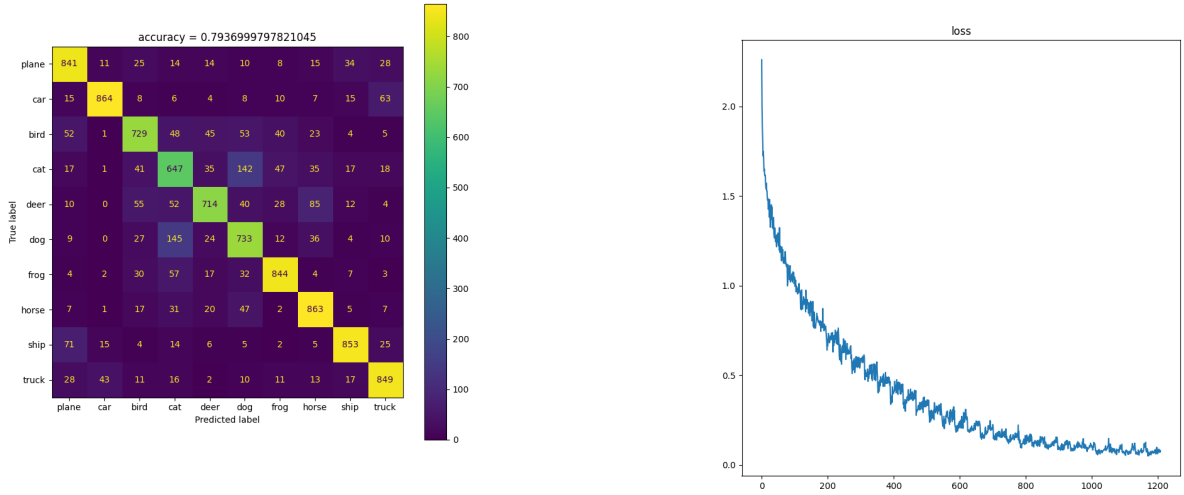 accuracy = 0.7936999797821045
True label
plane 841 11 25 14 14 10 8 15 34 28
car 15 864 8 6 4 8 10 7 15 63
bird 52 1 729 48 45 53 40 23 4 5
cat 17 1 41 647 35 142 47 35 17 18
deer 10 0 55 52 714 40 28 85 12 4
dog 9 0 27 145 24 733 12 36 4 10
frog 4 2 30 57 17 32 844 4 7 3
horse 7 1 17 31 20 47 2 863 5 7
ship 71 15 4 14 6 5 2 5 853 25
truck 28 43 11 16 2 10 11 13 17 849
plane car bird cat deer dog frog horse ship truck
Predicted label
800
700
600
500
400
300
200
100
0
loss
2.0
1.5
1.0
0.5
0.0
0 200 400 600 800 1000 1200